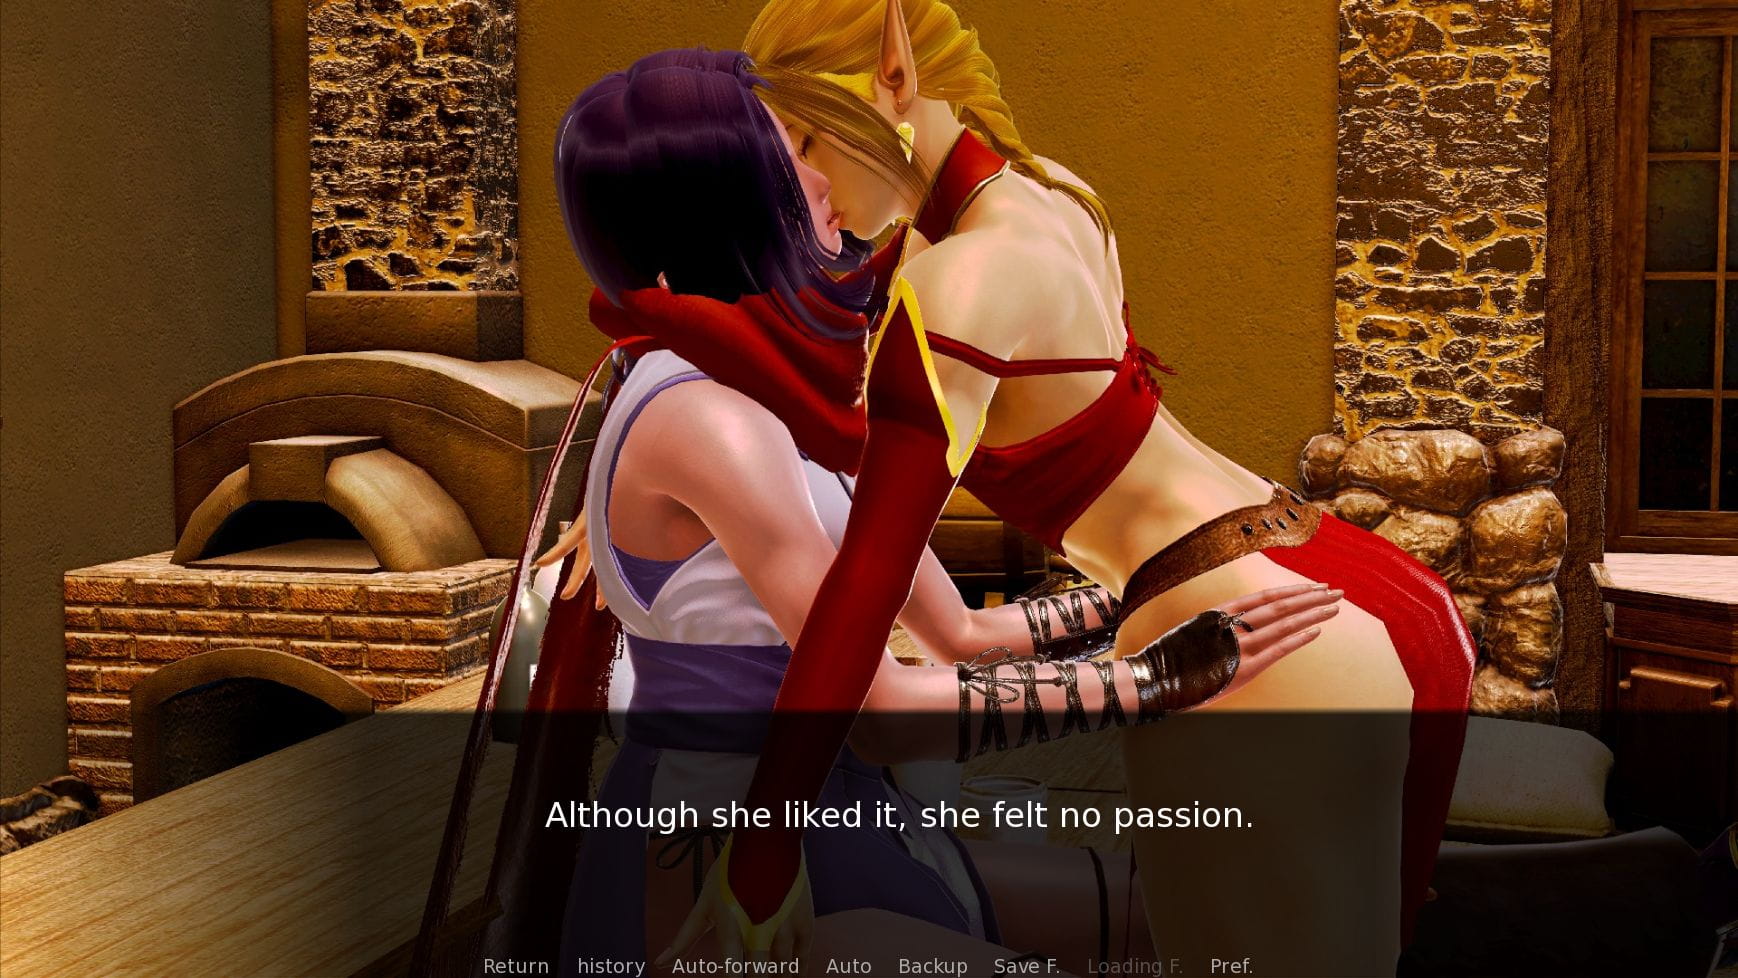 Although she liked it, she felt no passion.
Return history Auto-forward Auto Backup Save F. Loading F. Pref.